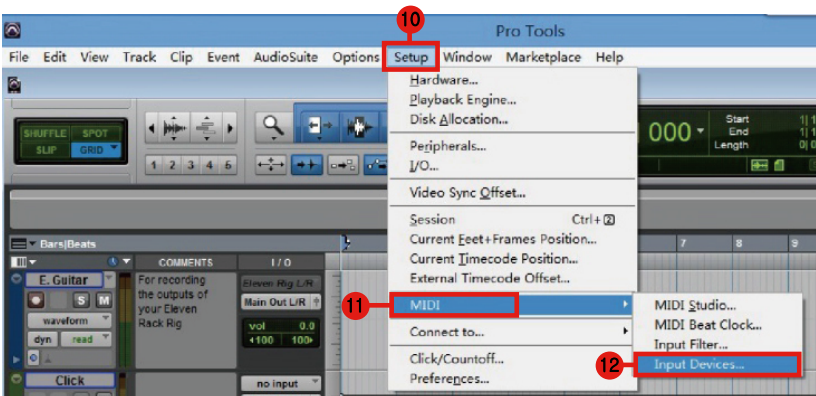 10
Pro Tools
File Edit View Track Clip Event AudioSuite Options Setup Window Marketplace Help
Hardware...
Playback Engine...
Disk Allocation...
Peripherals...
I/O...
Video Sync Offset...
Session Ctrl+2
Current Feet+Frames Position...
Current Timecode Position...
External Timecode Offset...
11
MIDI
Connect to...
Click/Countoff...
Preferences...
MIDI Studio...
MIDI Beat Clock...
Input Filter...
12
Input Devices...
SHUFFLE SPOT
SLIP GRID
1 2 3 4 5
000
Start
End
Length
Bars|Beats
7 8 9
COMMENTS I / O
E. Guitar
S M
waveform
dyn read
For recording
the outputs of
your Eleven
Rack Rig
Eleven Rig L/R
Main Out L/R
vol 0.0
100 100
Click
no input